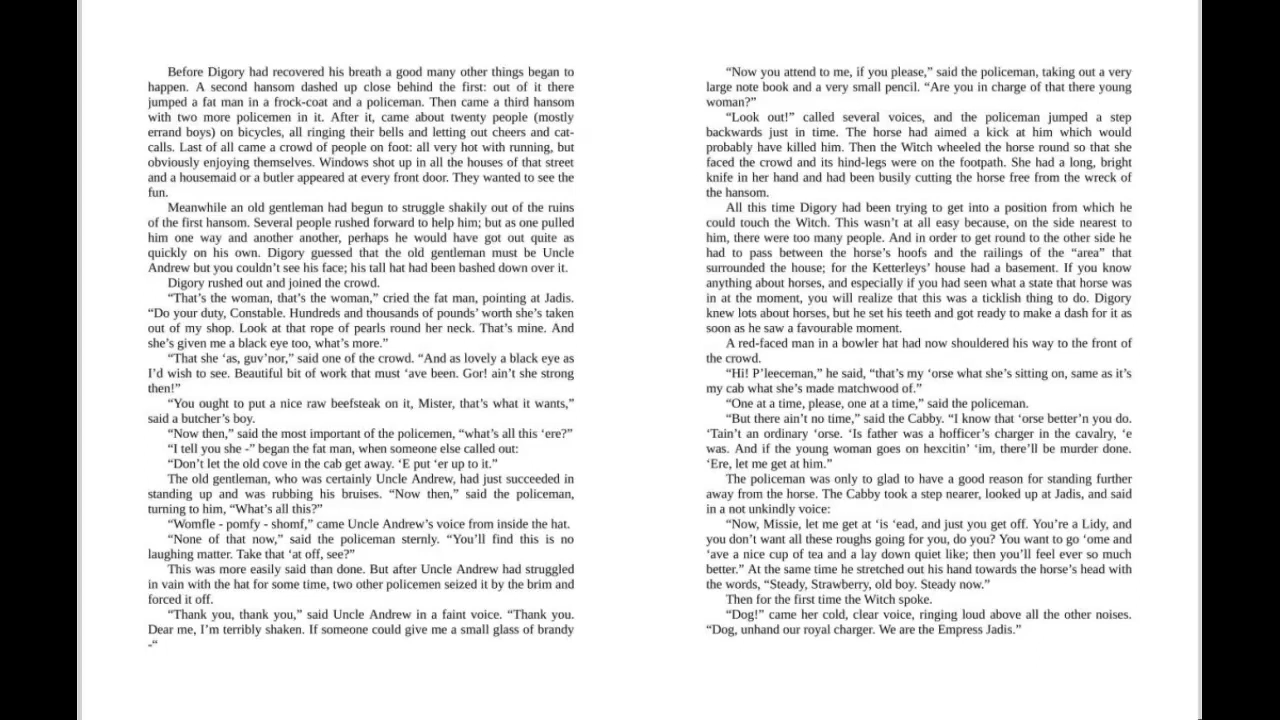 Before Digory had recovered his breath a good many other things began to
happen. A second hansom dashed up close behind the first: out of it there
jumped a fat man in a frock-coat and a policeman. Then came a third hansom
with two more policemen in it. After it, came about twenty people (mostly
errand boys) on bicycles, all ringing their bells and letting out cheers and cat-
calls. Last of all came a crowd of people on foot: all very hot with running, but
obviously enjoying themselves. Windows shot up in all the houses of that street
and a housemaid or a butler appeared at every front door. They wanted to see the
fun.
Meanwhile an old gentleman had begun to struggle shakily out of the ruins
of the first hansom. Several people rushed forward to help him; but as one pulled
him one way and another another, perhaps he would have got out quite as
quickly on his own. Digory guessed that the old gentleman must be Uncle
Andrew but you couldn’t see his face; his tall hat had been bashed down over it.
Digory rushed out and joined the crowd.
“That’s the woman, that’s the woman,” cried the fat man, pointing at Jadis.
“Do your duty, Constable. Hundreds and thousands of pounds’ worth she’s taken
out of my shop. Look at that rope of pearls round her neck. That’s mine. And
she’s given me a black eye too, what’s more.”
“That she ‘as, guv’nor,” said one of the crowd. “And as lovely a black eye as
I’d wish to see. Beautiful bit of work that must ‘ave been. Gor! ain’t she strong
then!”
“You ought to put a nice raw beefsteak on it, Mister, that’s what it wants,”
said a butcher’s boy.
“Now then,” said the most important of the policemen, “what’s all this ‘ere?”
“I tell you she -” began the fat man, when someone else called out:
“Don’t let the old cove in the cab get away. ‘E put ‘er up to it.”
The old gentleman, who was certainly Uncle Andrew, had just succeeded in
standing up and was rubbing his bruises. “Now then,” said the policeman,
turning to him, “What’s all this?”
“Womfle - pomfy - shomf,” came Uncle Andrew’s voice from inside the hat.
“None of that now,” said the policeman sternly. “You’ll find this is no
laughing matter. Take that ‘at off, see?”
This was more easily said than done. But after Uncle Andrew had struggled
in vain with the hat for some time, two other policemen seized it by the brim and
forced it off.
“Thank you, thank you,” said Uncle Andrew in a faint voice. “Thank you.
Dear me, I’m terribly shaken. If someone could give me a small glass of brandy
-“
“Now you attend to me, if you please,” said the policeman, taking out a very
large note book and a very small pencil. “Are you in charge of that there young
woman?”
“Look out!” called several voices, and the policeman jumped a step
backwards just in time. The horse had aimed a kick at him which would
probably have killed him. Then the Witch wheeled the horse round so that she
faced the crowd and its hind-legs were on the footpath. She had a long, bright
knife in her hand and had been busily cutting the horse free from the wreck of
the hansom.
All this time Digory had been trying to get into a position from which he
could touch the Witch. This wasn’t at all easy because, on the side nearest to
him, there were too many people. And in order to get round to the other side he
had to pass between the horse’s hoofs and the railings of the “area” that
surrounded the house; for the Ketterleys’ house had a basement. If you know
anything about horses, and especially if you had seen what a state that horse was
in at the moment, you will realize that this was a ticklish thing to do. Digory
knew lots about horses, but he set his teeth and got ready to make a dash for it as
soon as he saw a favourable moment.
A red-faced man in a bowler hat had now shouldered his way to the front of
the crowd.
“Hi! P’leeceman,” he said, “that’s my ‘orse what she’s sitting on, same as it’s
my cab what she’s made matchwood of.”
“One at a time, please, one at a time,” said the policeman.
“But there ain’t no time,” said the Cabby. “I know that ‘orse better’n you do.
‘Tain’t an ordinary ‘orse. ‘Is father was a hofficer’s charger in the cavalry, ‘e
was. And if the young woman goes on hexcitin’ ‘im, there’ll be murder done.
‘Ere, let me get at him.”
The policeman was only to glad to have a good reason for standing further
away from the horse. The Cabby took a step nearer, looked up at Jadis, and said
in a not unkindly voice:
“Now, Missie, let me get at ‘is ‘ead, and just you get off. You’re a Lidy, and
you don’t want all these roughs going for you, do you? You want to go ‘ome and
‘ave a nice cup of tea and a lay down quiet like; then you’ll feel ever so much
better.” At the same time he stretched out his hand towards the horse’s head with
the words, “Steady, Strawberry, old boy. Steady now.”
Then for the first time the Witch spoke.
“Dog!” came her cold, clear voice, ringing loud above all the other noises.
“Dog, unhand our royal charger. We are the Empress Jadis.”